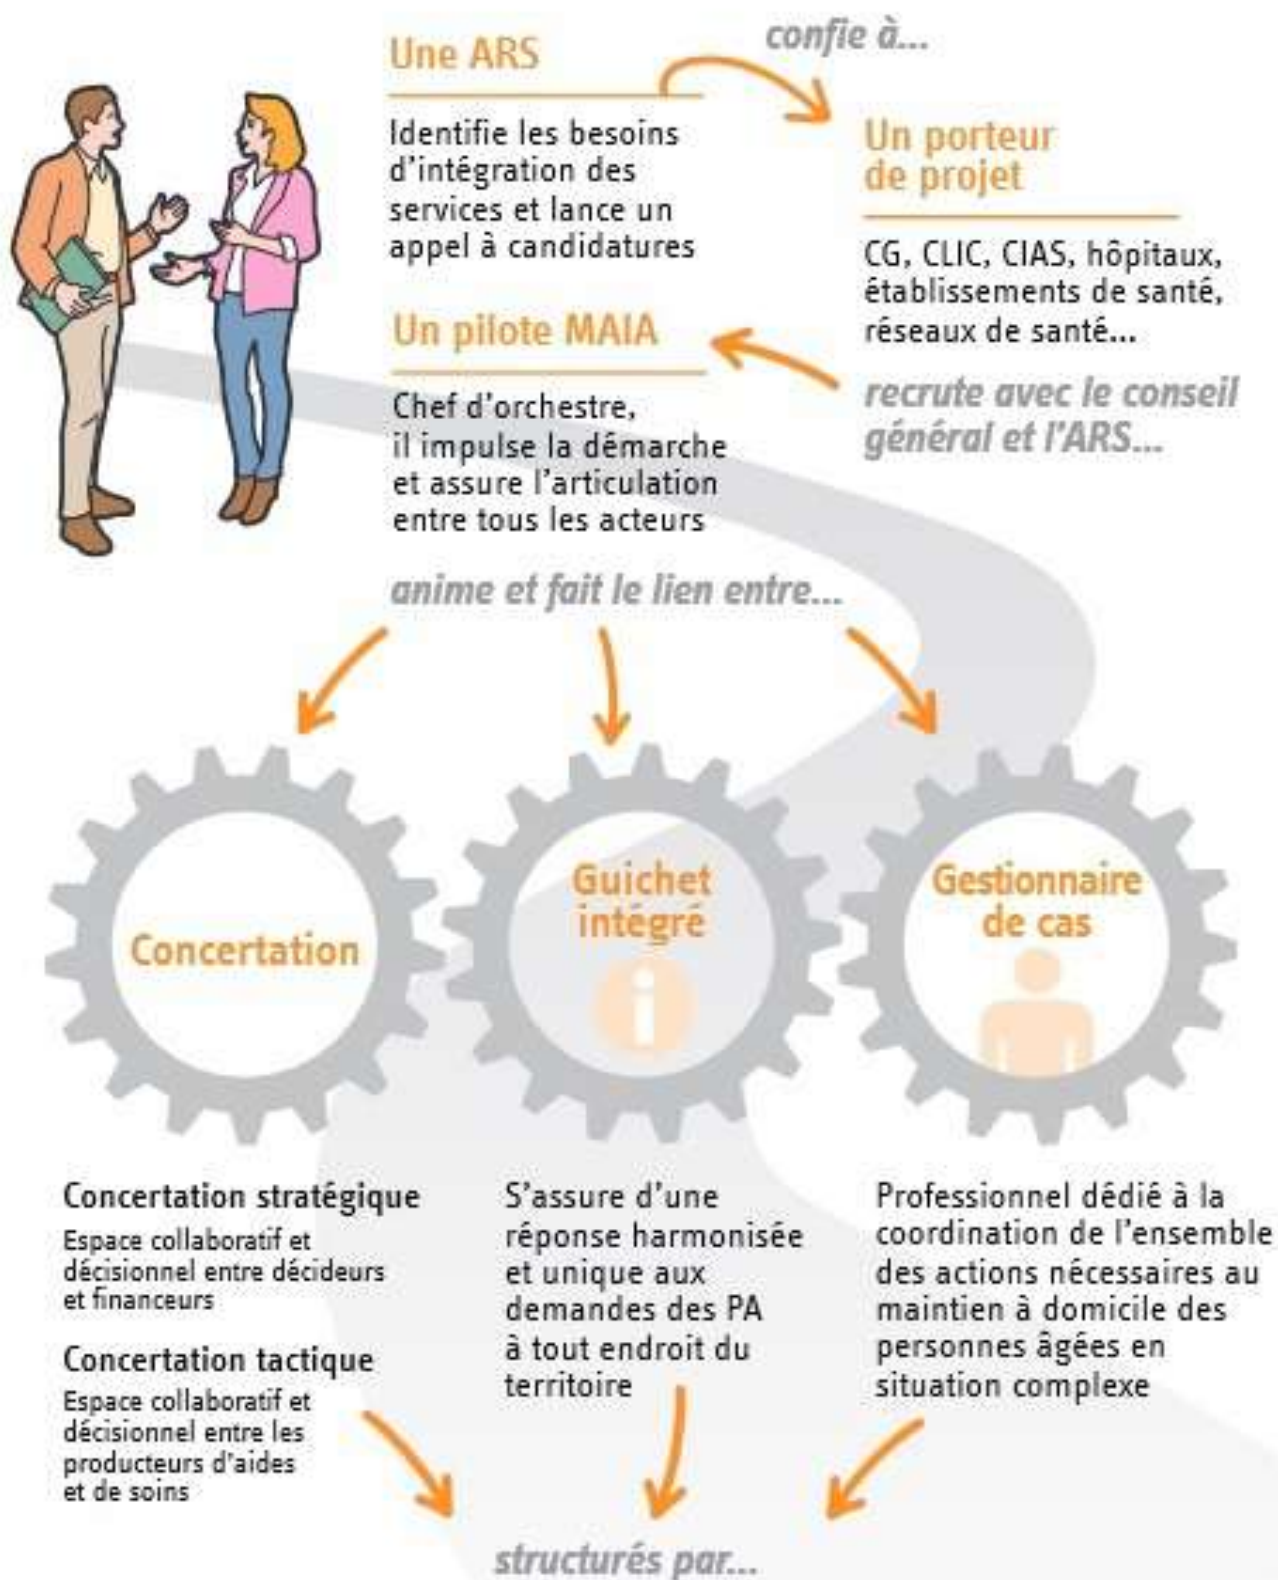 Une ARS
confie à...
Identifie les besoins
d'intégration des
services et lance un
appel à candidatures
Un porteur
de projet
CG, CLIC, CIAS, hôpitaux,
établissements de santé,
réseaux de santé...
recrute avec le conseil
général et l'ARS...
Un pilote MAIA
Chef d'orchestre,
il impulse la démarche
et assure l'articulation
entre tous les acteurs
anime et fait le lien entre...
Concertation
Guichet
intégré
i
Gestionnaire
de cas
Concertation stratégique
Espace collaboratif et
décisionnel entre décideurs
et financeurs
Concertation tactique
Espace collaboratif et
décisionnel entre les
producteurs d'aides
et de soins
S'assure d'une
réponse harmonisée
et unique aux
demandes des PA
à tout endroit du
territoire
Professionnel dédié à la
coordination de l'ensemble
des actions nécessaires au
maintien à domicile des
personnes âgées en
situation complexe
structurés par...